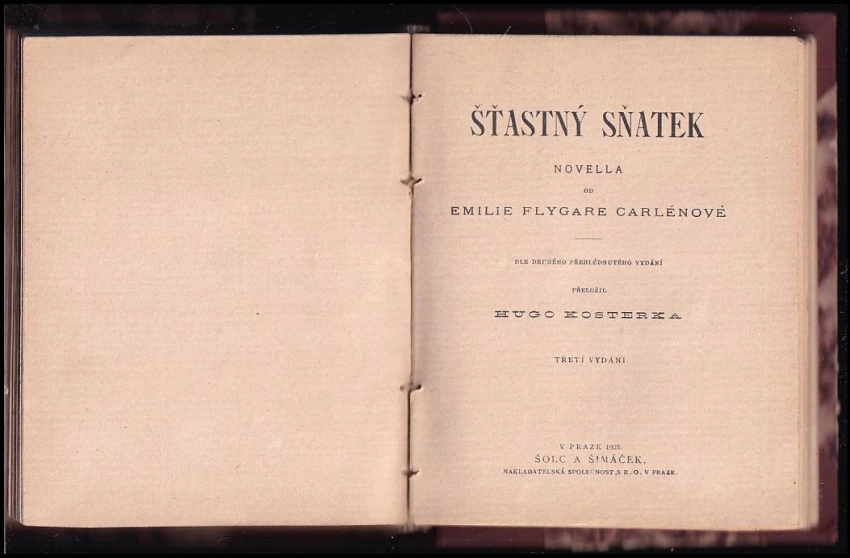 ŠŤASTNÝ SŇATEK
NOVELLA
OD
EMILIE FLYGARE CARLÉNOVÉ
DLE DRUHÉHO PŘEHLÉDNUTÉHO VYDÁNÍ
PŘELOŽIL
HUGO KOSTERKA
TŘETÍ VYDÁNÍ.
V PRAZE 1925.
ŠOLC A ŠIMÁČEK,
NAKLADATELSKÁ SPOLEČNOST, S R. O. V PRAZE.